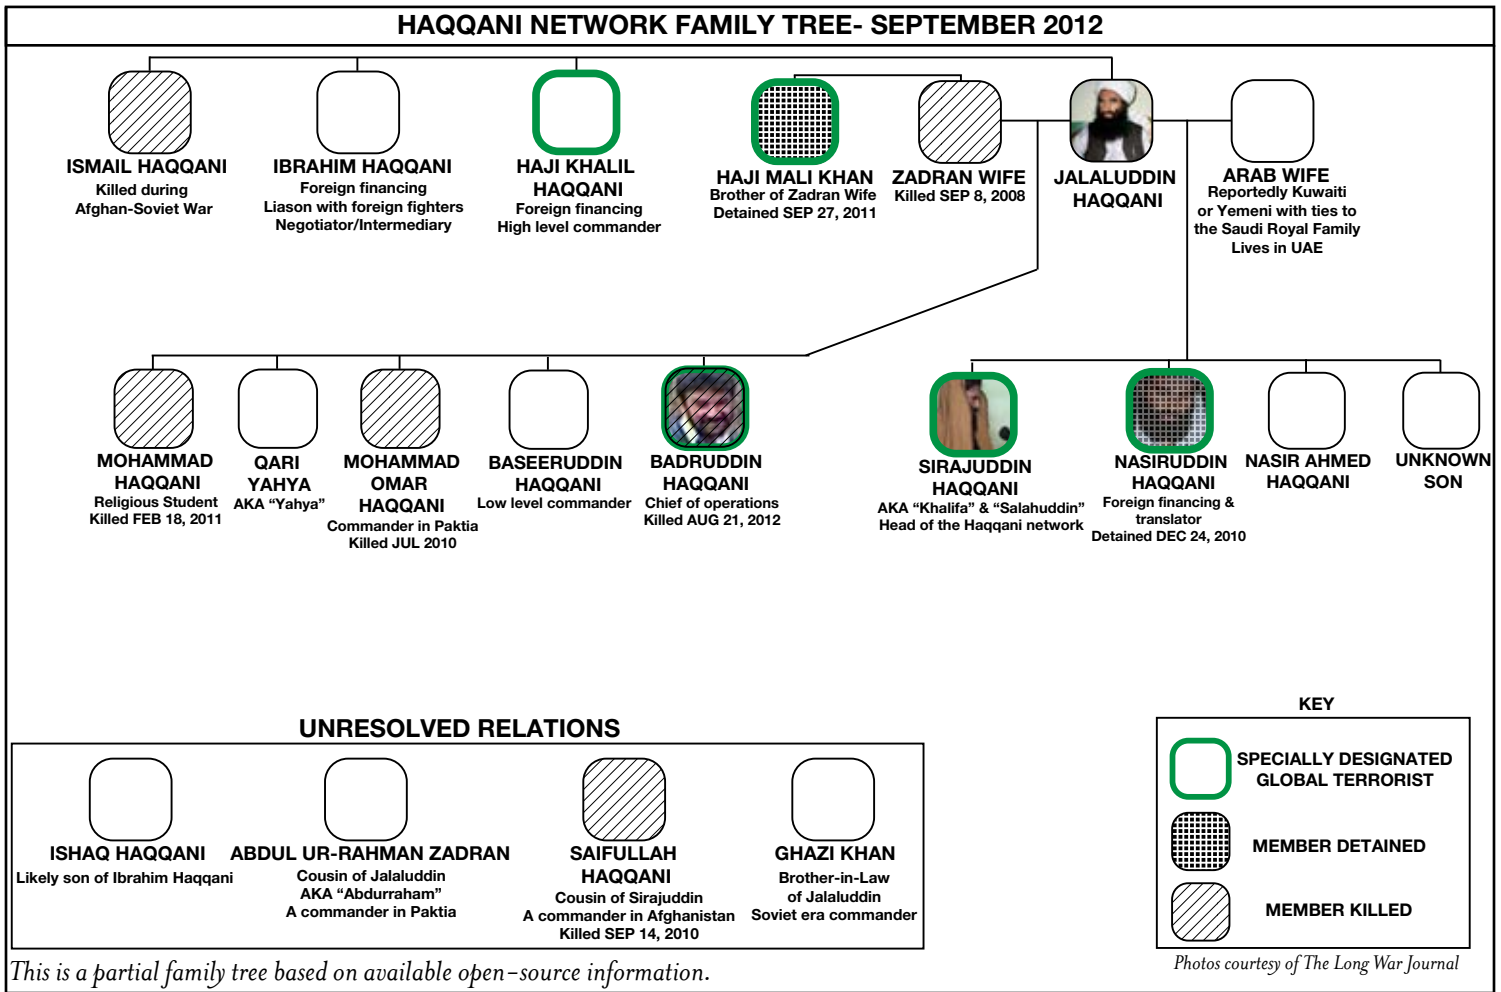 HAQQANI NETWORK FAMILY TREE- SEPTEMBER 2012
ISMAIL HAQQANI
Killed during
Afghan-Soviet War
IBRAHIM HAQQANI
Foreign financing
Liason with foreign fighters
Negotiator/Intermediary
HAJI KHALIL
HAQQANI
Foreign financing
High level commander
HAJI MALI KHAN
Brother of Zadran Wife
Detained SEP 27, 2011
ZADRAN WIFE
Killed SEP 8, 2008
JALALUDDIN
HAQQANI
ARAB WIFE
Reportedly Kuwaiti
or Yemeni with ties to
the Saudi Royal Family
Lives in UAE
MOHAMMAD
HAQQANI
Religious Student
Killed FEB 18, 2011
QARI
YAHYA
AKA “Yahya”
MOHAMMAD
OMAR
HAQQANI
Commander in Paktia
Killed JUL 2010
BASEERUDDIN
HAQQANI
Low level commander
BADRUDDIN
HAQQANI
Chief of operations
Killed AUG 21, 2012
SIRAJUDDIN
HAQQANI
AKA “Khalifa” & “Salahuddin”
Head of the Haqqani network
NASIRUDDIN
HAQQANI
Foreign financing &
translator
Detained DEC 24, 2010
NASIR AHMED
HAQQANI
UNKNOWN
SON
UNRESOLVED RELATIONS
ISHAQ HAQQANI
Likely son of Ibrahim Haqqani
ABDUL UR-RAHMAN ZADRAN
Cousin of Jalaluddin
AKA “Abdurraham”
A commander in Paktia
SAIFULLAH
HAQQANI
Cousin of Sirajuddin
A commander in Afghanistan
Killed SEP 14, 2010
GHAZI KHAN
Brother-in-Law
of Jalaluddin
Soviet era commander
KEY
SPECIALLY DESIGNATED
GLOBAL TERRORIST
MEMBER DETAINED
MEMBER KILLED
This is a partial family tree based on available open-source information.
Photos courtesy of The Long War Journal